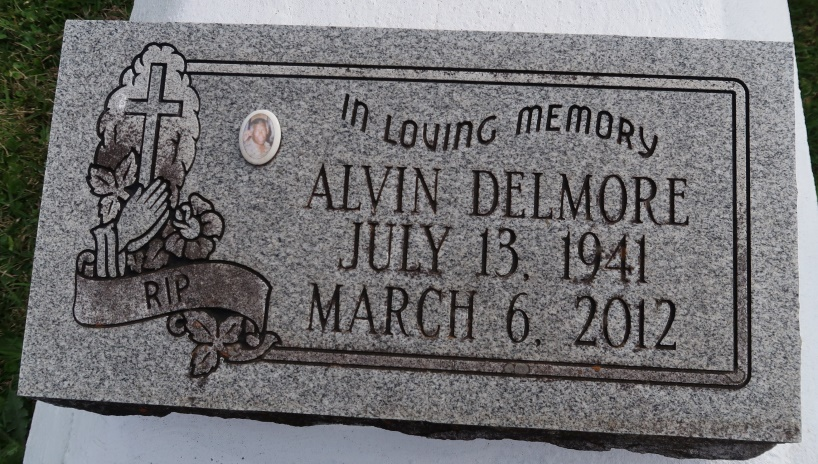 IN LOVING MEMORY
ALVIN DELMORE
JULY 13, 1941
MARCH 6, 2012
RIP